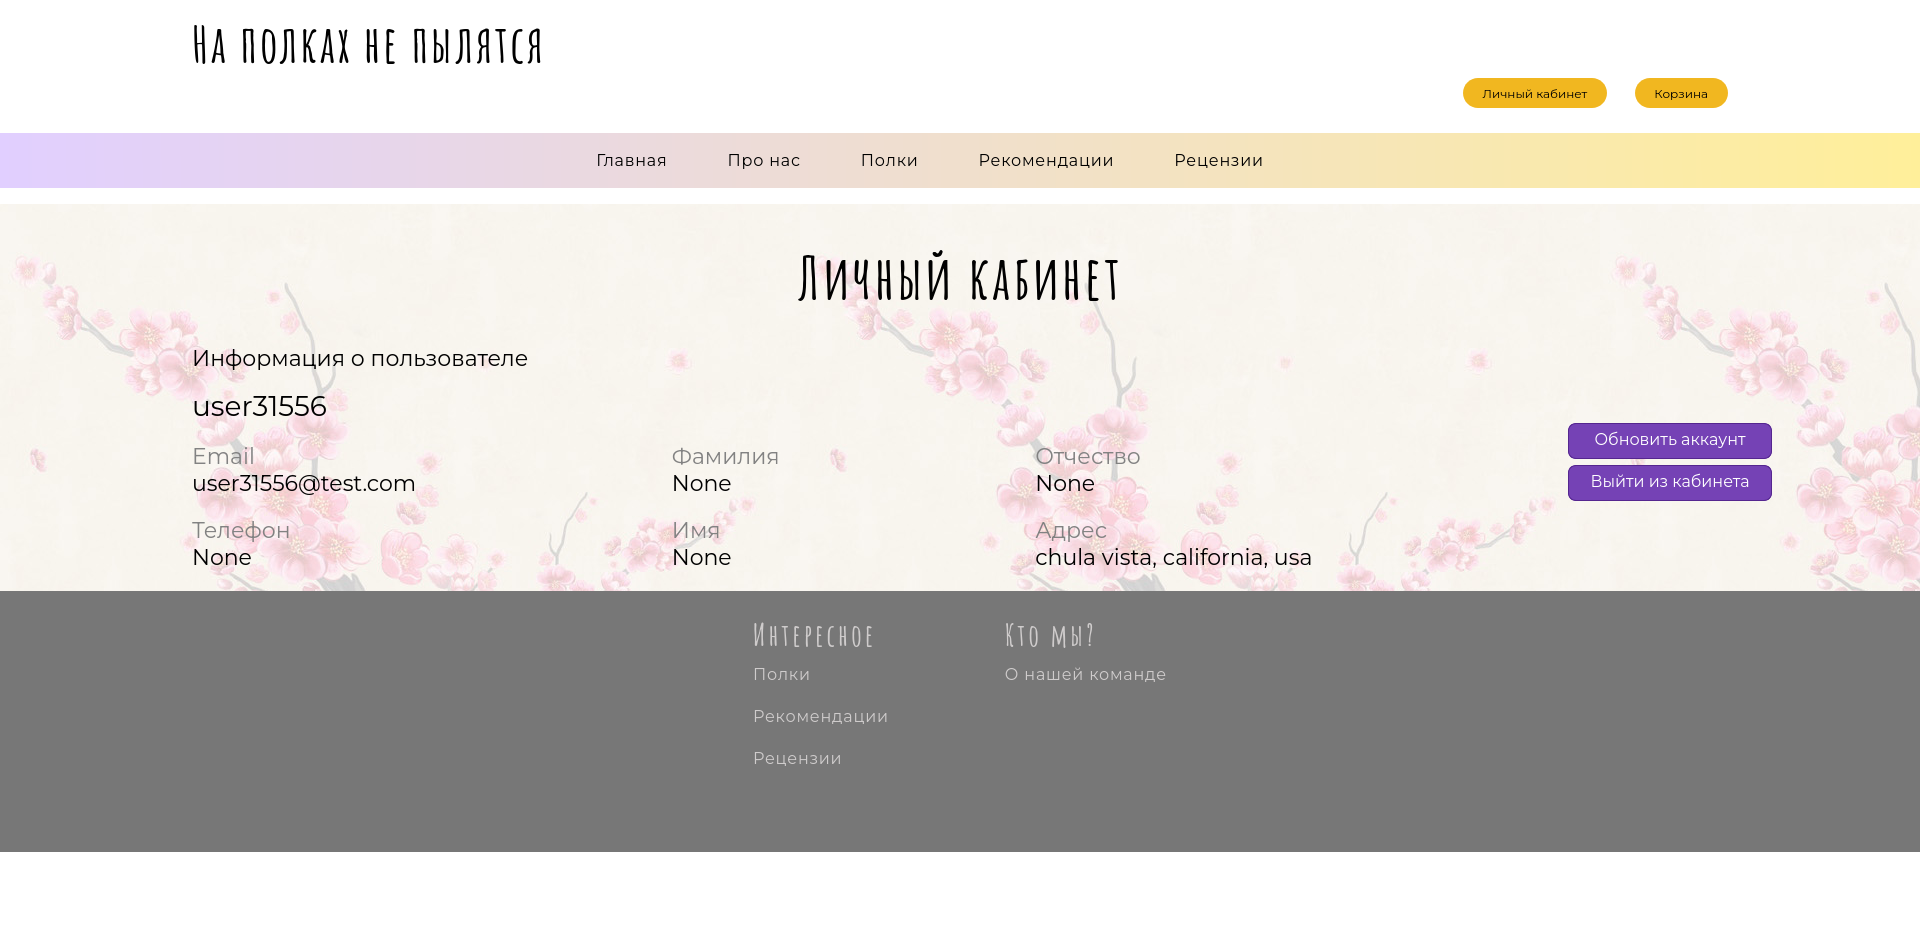 На полках не пылятся
Личный кабинет
Корзина
Главная
Про нас
Полки
Рекомендации
Рецензии
Личный кабинет
Информация о пользователе
user31556
Email
user31556@test.com
Фамилия
None
Отчество
None
Телефон
None
Имя
None
Адрес
chula vista, california, usa
Обновить аккаунт
Выйти из кабинета
Интересное
Полки
Рекомендации
Рецензии
Кто мы?
О нашей команде